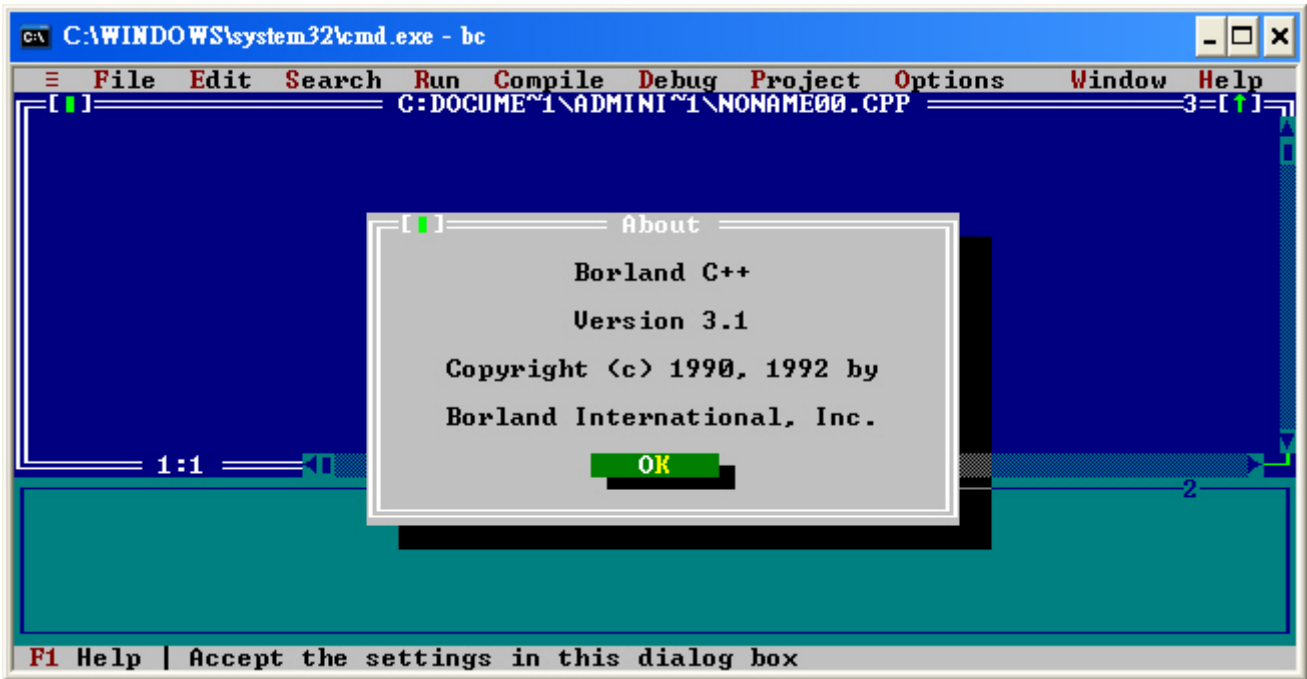 C:\WINDOWS\system32\cmd.exe - bc
≡ File Edit Search Run Compile Debug Project Options Window Help
[▮] C:DOCUME~1\ADMINI~1\NONAME00.CPP 3=[↑]
[▮] About
Borland C++
Version 3.1
Copyright (c) 1990, 1992 by
Borland International, Inc.
OK
1:1
2
F1 Help | Accept the settings in this dialog box